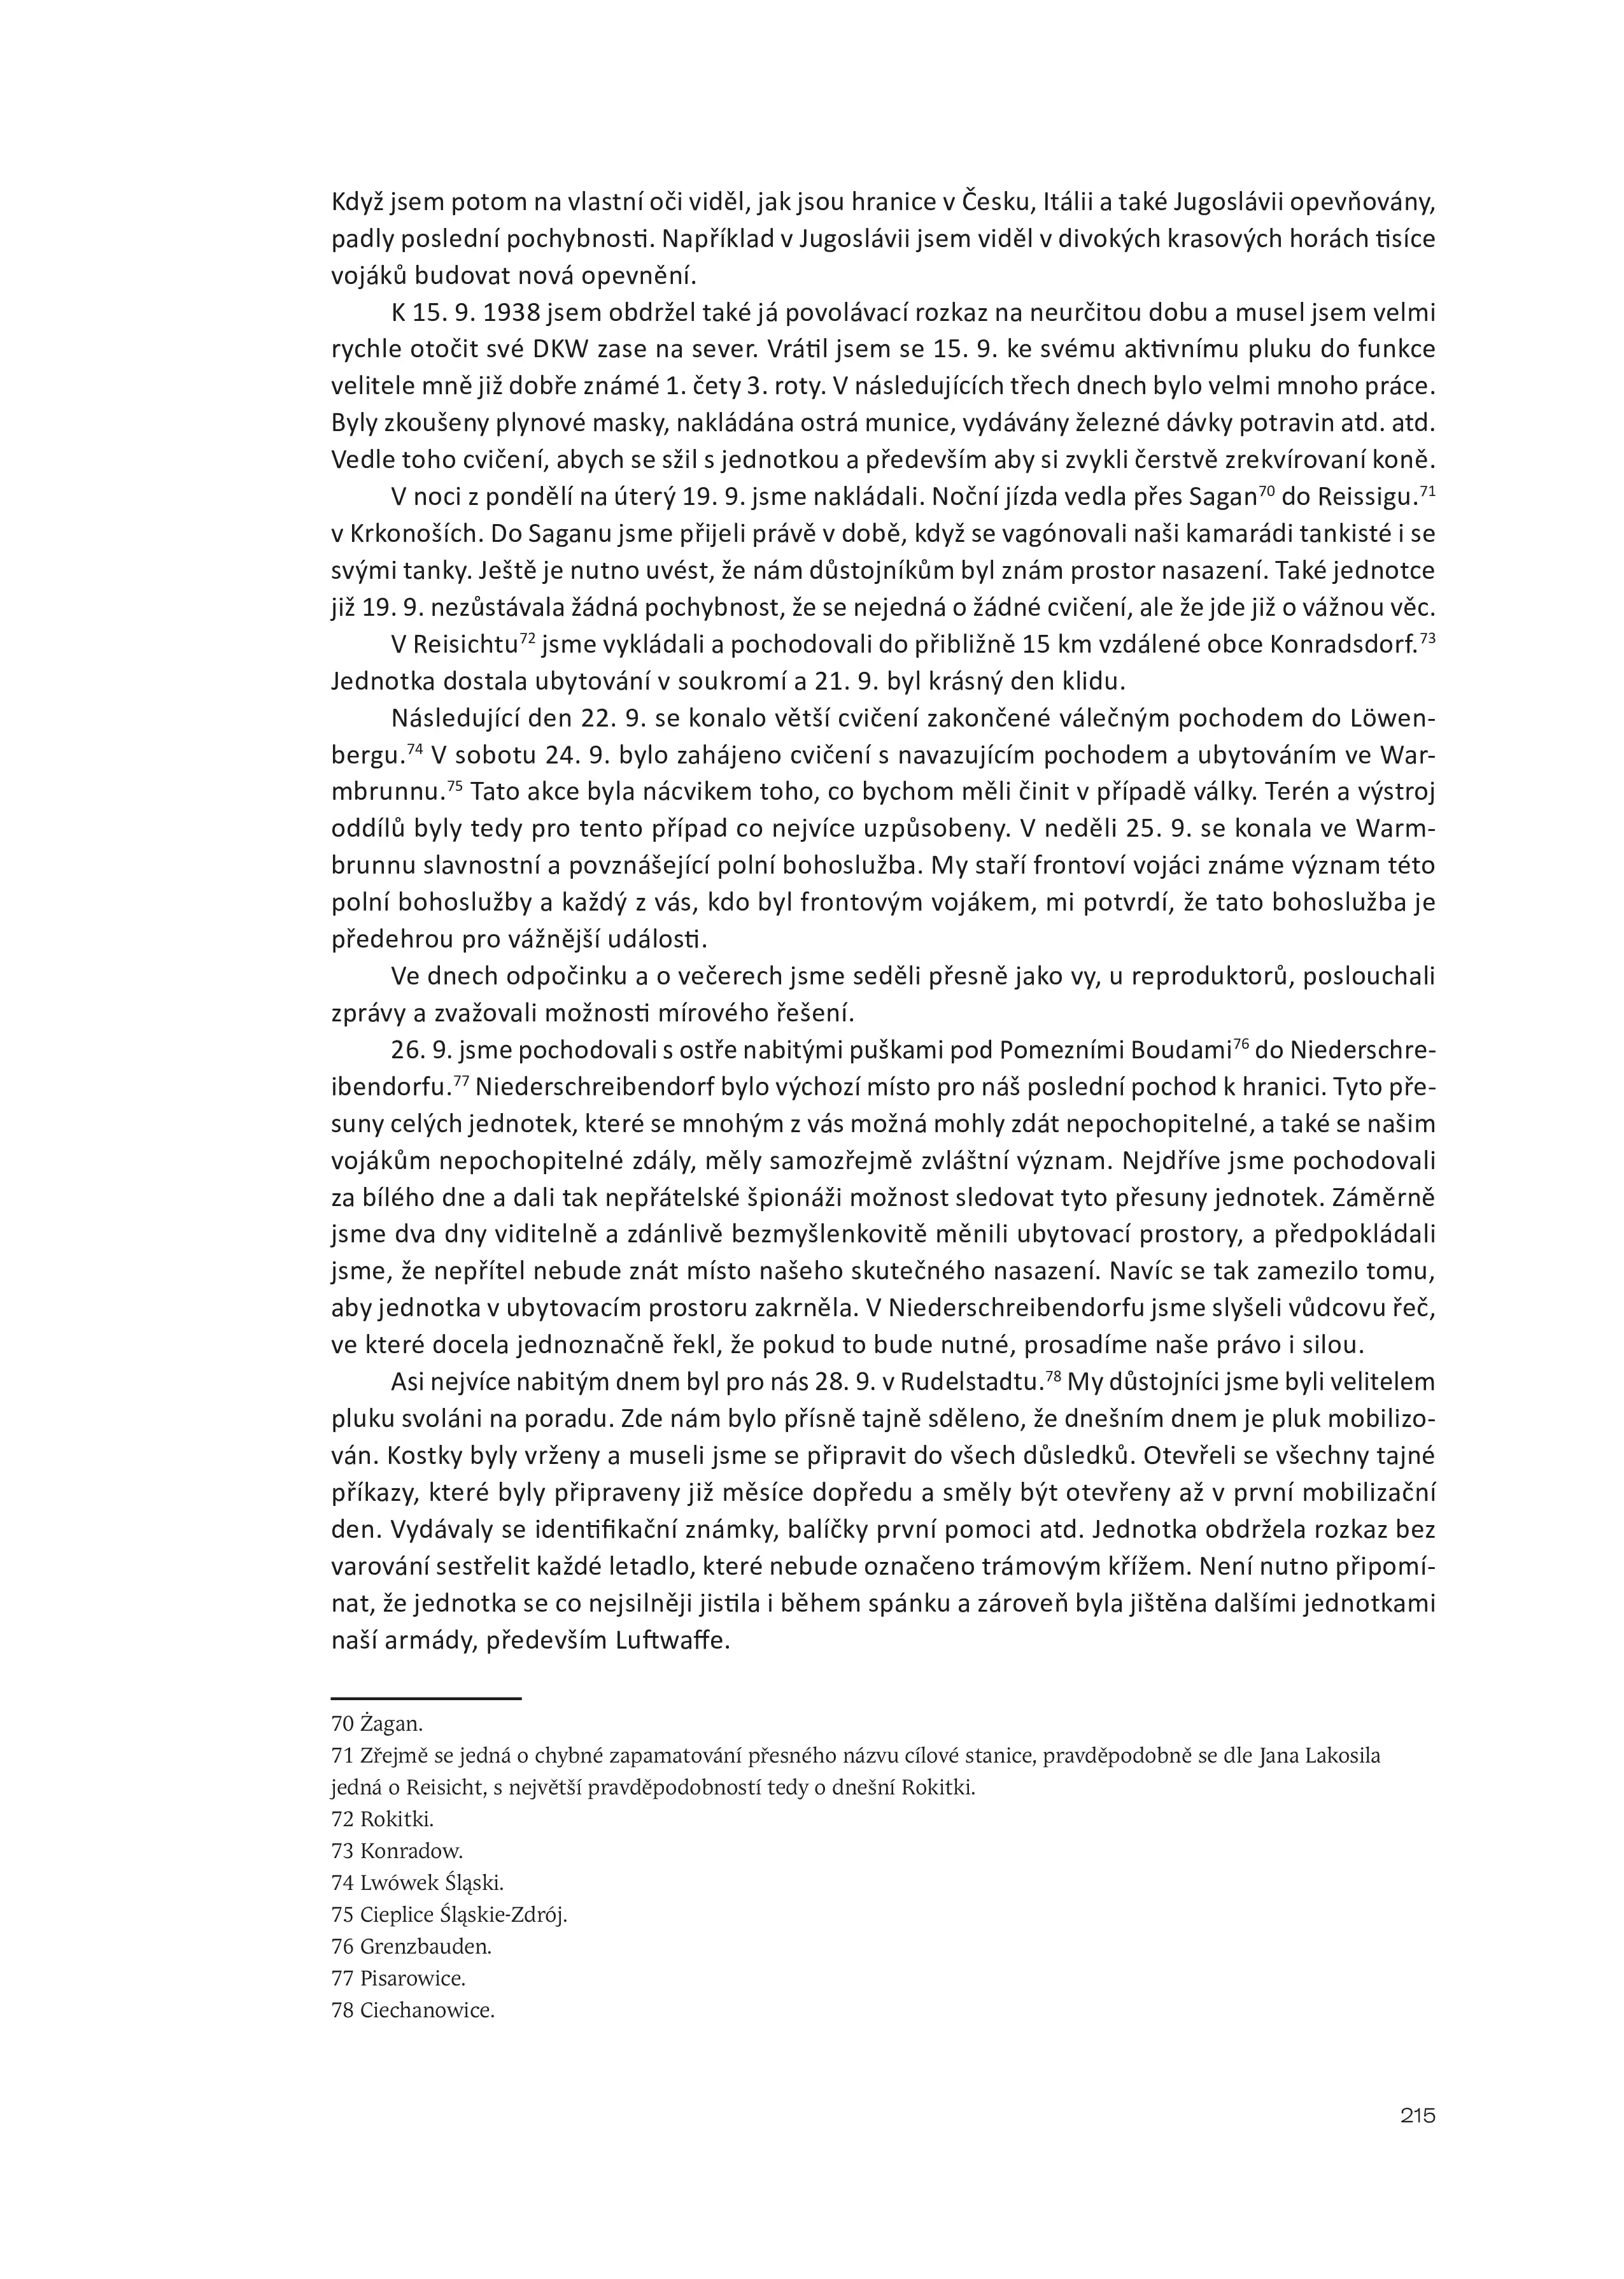 Když jsem potom na vlastní oči viděl, jak jsou hranice v Česku, Itálii a také Jugoslávii opevňovány,
padly poslední pochybnosti. Například v Jugoslávii jsem viděl v divokých krasových horách tisíce
vojáků budovat nová opevnění.
K 15. 9. 1938 jsem obdržel také já povolávací rozkaz na neurčitou dobu a musel jsem velmi
rychle otočit své DKW zase na sever. Vrátil jsem se 15. 9. ke svému aktivnímu pluku do funkce
velitele mně již dobře známé 1. čety 3. roty. V následujících třech dnech bylo velmi mnoho práce.
Byly zkoušeny plynové masky, nakládána ostrá munice, vydávány železné dávky potravin atd. atd.
Vedle toho cvičení, abych se sžil s jednotkou a především aby si zvykli čerstvě zrekvírovaní koně.
V noci z pondělí na úterý 19. 9. jsme nakládali. Noční jízda vedla přes Sagan70 do Reissigu.71
v Krkonoších. Do Saganu jsme přijeli právě v době, když se vagónovali naši kamarádi tankisté i se
svými tanky. Ještě je nutno uvést, že nám důstojníkům byl znám prostor nasazení. Také jednotce
již 19. 9. nezůstávala žádná pochybnost, že se nejedná o žádné cvičení, ale že jde již o vážnou věc.
V Reisichtu72 jsme vykládali a pochodovali do přibližně 15 km vzdálené obce Konradsdorf.73
Jednotka dostala ubytování v soukromí a 21. 9. byl krásný den klidu.
Následující den 22. 9. se konalo větší cvičení zakončené válečným pochodem do Löwen-
bergu.74 V sobotu 24. 9. bylo zahájeno cvičení s navazujícím pochodem a ubytováním ve War-
mbrunnu.75 Tato akce byla nácvikem toho, co bychom měli činit v případě války. Terén a výstroj
oddílů byly tedy pro tento případ co nejvíce uzpůsobeny. V neděli 25. 9. se konala ve Warm-
brunnu slavnostní a povznášející polní bohoslužba. My staří frontoví vojáci známe význam této
polní bohoslužby a každý z vás, kdo byl frontovým vojákem, mi potvrdí, že tato bohoslužba je
předehrou pro vážnější události.
Ve dnech odpočinku a o večerech jsme seděli přesně jako vy, u reproduktorů, poslouchali
zprávy a zvažovali možnosti mírového řešení.
26. 9. jsme pochodovali s ostře nabitými puškami pod Pomezními Boudami76 do Niederschre-
ibendorfu.77 Niederschreibendorf bylo výchozí místo pro náš poslední pochod k hranici. Tyto pře-
suny celých jednotek, které se mnohým z vás možná mohly zdát nepochopitelné, a také se našim
vojákům nepochopitelné zdály, měly samozřejmě zvláštní význam. Nejdříve jsme pochodovali
za bílého dne a dali tak nepřátelské špionáži možnost sledovat tyto přesuny jednotek. Záměrně
jsme dva dny viditelně a zdánlivě bezmyšlenkovitě měnili ubytovací prostory, a předpokládali
jsme, že nepřítel nebude znát místo našeho skutečného nasazení. Navíc se tak zamezilo tomu,
aby jednotka v ubytovacím prostoru zakrněla. V Niederschreibendorfu jsme slyšeli vůdcovu řeč,
ve které docela jednoznačně řekl, že pokud to bude nutné, prosadíme naše právo i silou.
Asi nejvíce nabitým dnem byl pro nás 28. 9. v Rudelstadtu.78 My důstojníci jsme byli velitelem
pluku svoláni na poradu. Zde nám bylo přísně tajně sděleno, že dnešním dnem je pluk mobilizo-
ván. Kostky byly vrženy a museli jsme se připravit do všech důsledků. Otevřeli se všechny tajné
příkazy, které byly připraveny již měsíce dopředu a směly být otevřeny až v první mobilizační
den. Vydávaly se identifikační známky, balíčky první pomoci atd. Jednotka obdržela rozkaz bez
varování sestřelit každé letadlo, které nebude označeno trámovým křížem. Není nutno připomí-
nat, že jednotka se co nejsilněji jistila i během spánku a zároveň byla jištěna dalšími jednotkami
naší armády, především Luftwaffe.
70 Żagan.
71 Zřejmě se jedná o chybné zapamatování přesného názvu cílové stanice, pravděpodobně se dle Jana Lakosila
jedná o Reisicht, s největší pravděpodobností tedy o dnešní Rokitki.
72 Rokitki.
73 Konradow.
74 Lwówek Śląski.
75 Cieplice Śląskie-Zdrój.
76 Grenzbauden.
77 Pisarowice.
78 Ciechanowice.
215